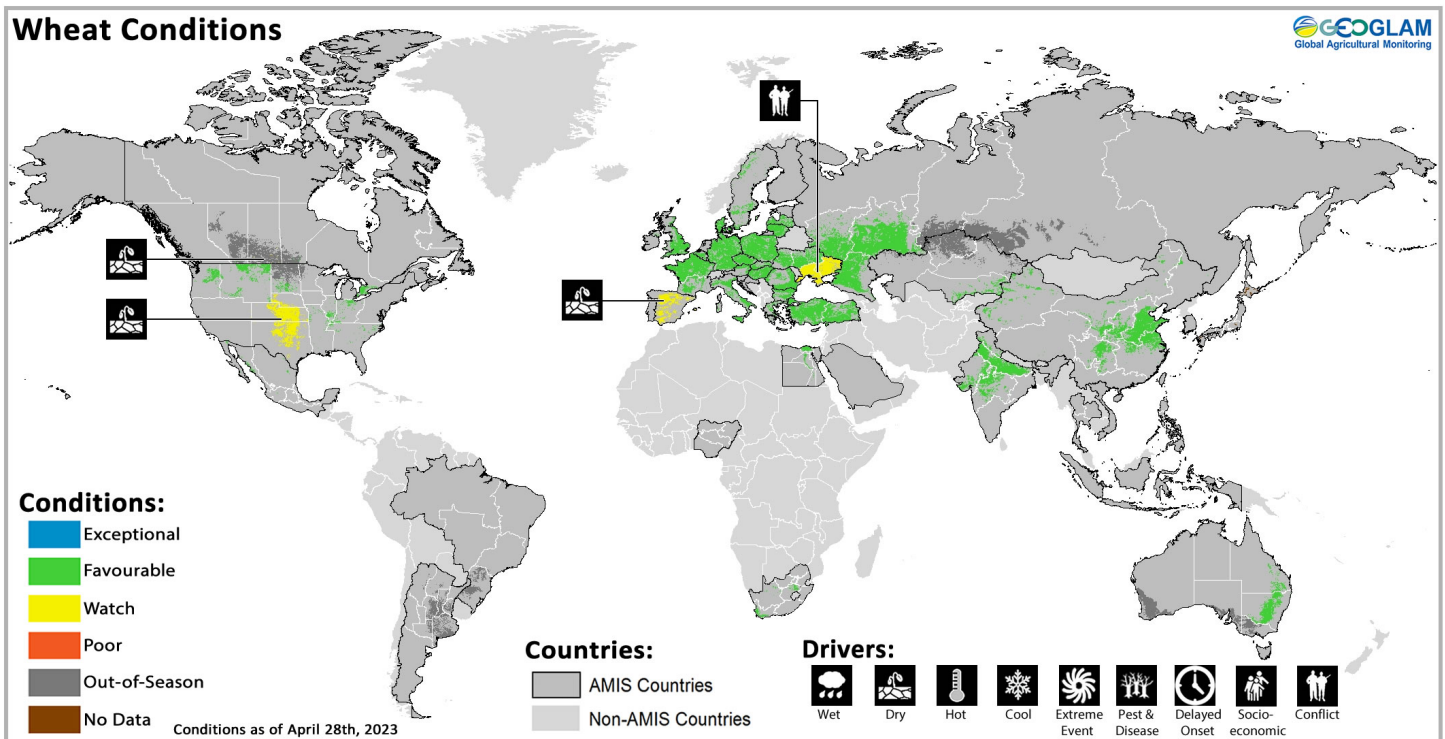 Wheat Conditions
GEOGLAM
Global Agricultural Monitoring
Conditions:
Exceptional
Favourable
Watch
Poor
Out-of-Season
No Data
Conditions as of April 28th, 2023
Countries:
AMIS Countries
Non-AMIS Countries
Drivers:
Wet
Dry
Hot
Cool
Extreme
Event
Pest &
Disease
Delayed
Onset
Socio-
economic
Conflict